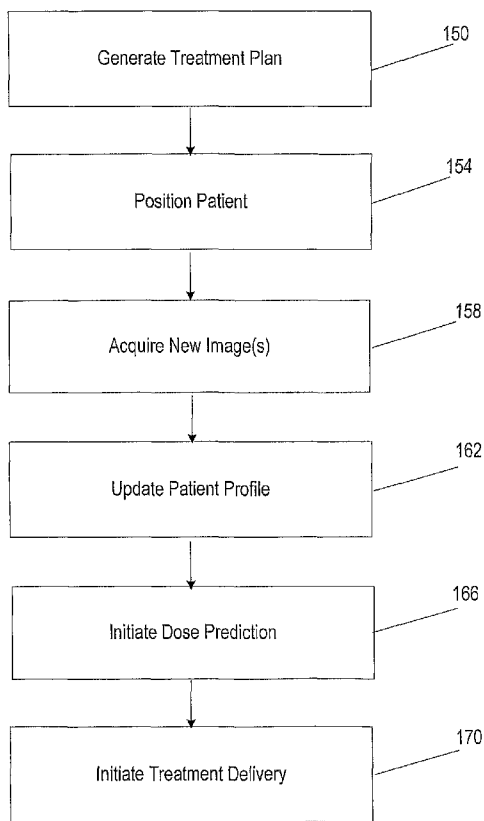 Generate Treatment Plan
150
Position Patient
154
Acquire New Image(s)
158
Update Patient Profile
162
Initiate Dose Prediction
166
Initiate Treatment Delivery
170